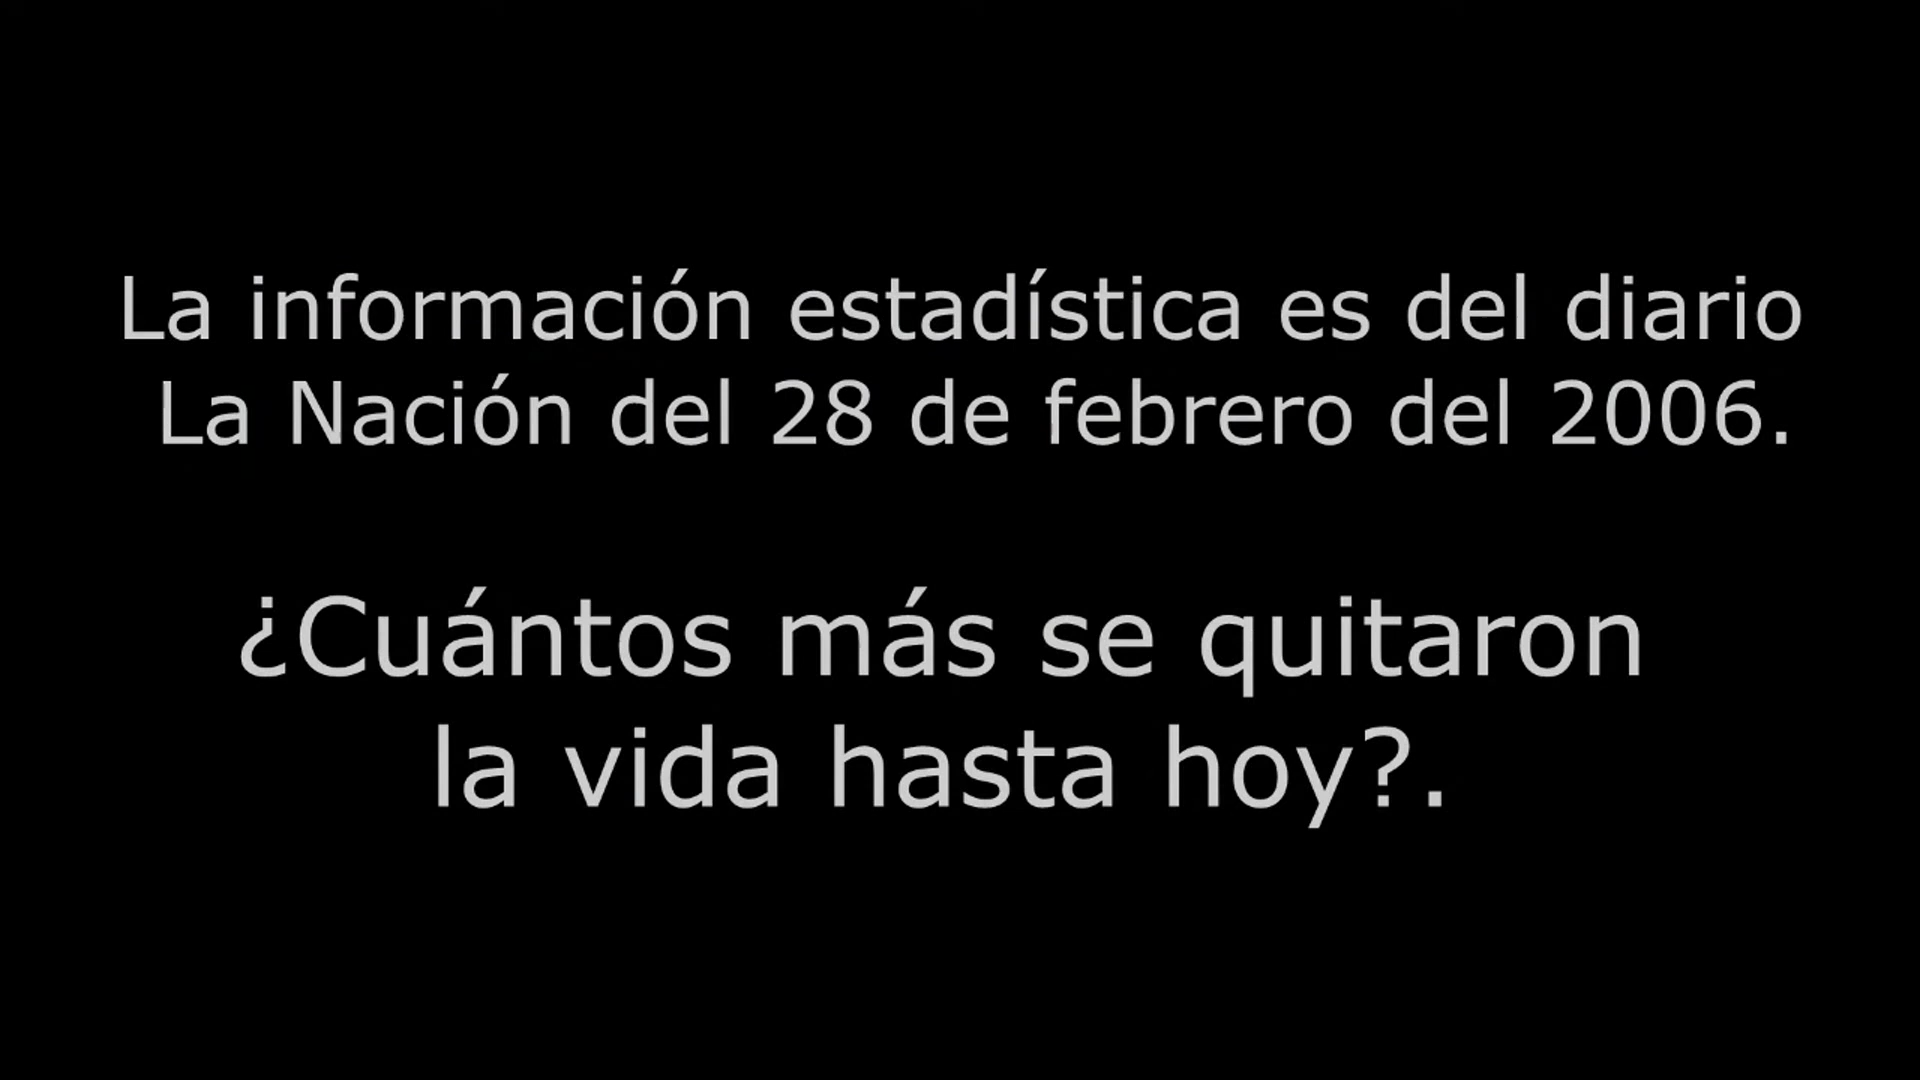 La información estadística es del diario
La Nación del 28 de febrero del 2006.
¿Cuántos más se quitaron
la vida hasta hoy?.